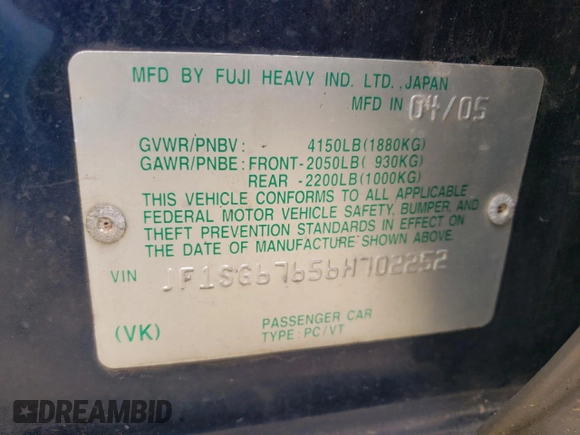 MFD BY FUJI HEAVY IND. LTD., JAPAN
MFD IN 04/05
GVWR/PNBV: 4150LB(1880KG)
GAWR/PNBE: FRONT-2050LB( 930KG)
REAR -2200LB(1000KG)
THIS VEHICLE CONFORMS TO ALL APPLICABLE
FEDERAL MOTOR VEHICLE SAFETY, BUMPER, AND
THEFT PREVENTION STANDARDS IN EFFECT ON
THE DATE OF MANUFACTURE SHOWN ABOVE.
VIN JF1SG67656H702252
(VK) PASSENGER CAR
TYPE: PC/VT
DREAMBID